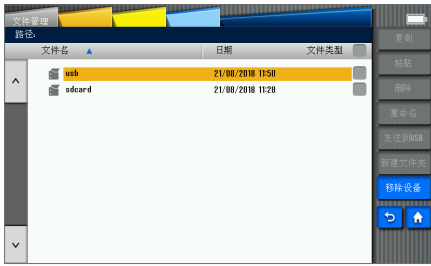 文件管理
路径:
文件名 ▲ 日期 文件类型
usb 21/08/2018 11:50
sdcard 21/08/2018 11:28
复制
粘贴
删除
重命名
发送到USB
新建文件夹
移除设备